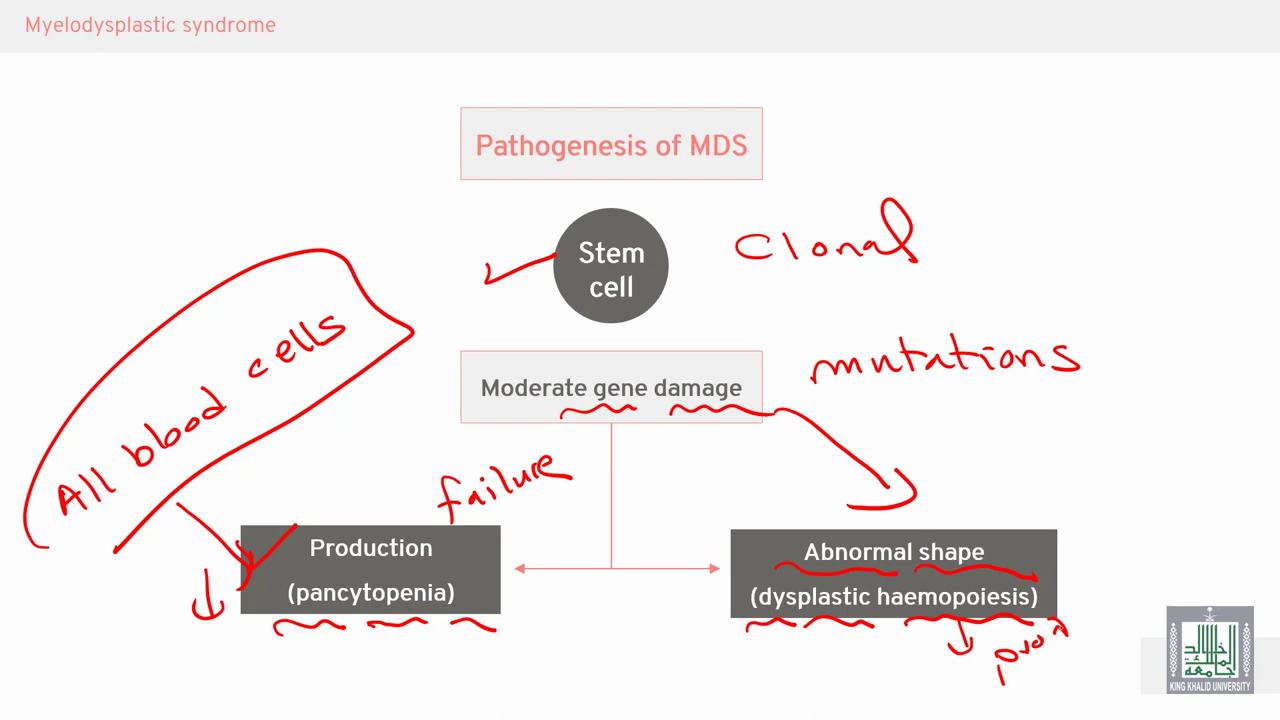 Myelodysplastic syndrome
Pathogenesis of MDS
Stem
cell
clonal
Moderate gene damage
mutations
All blood cells
failure
Production
(pancytopenia)
Abnormal shape
(dysplastic haemopoiesis)
KING KHALID UNIVERSITY